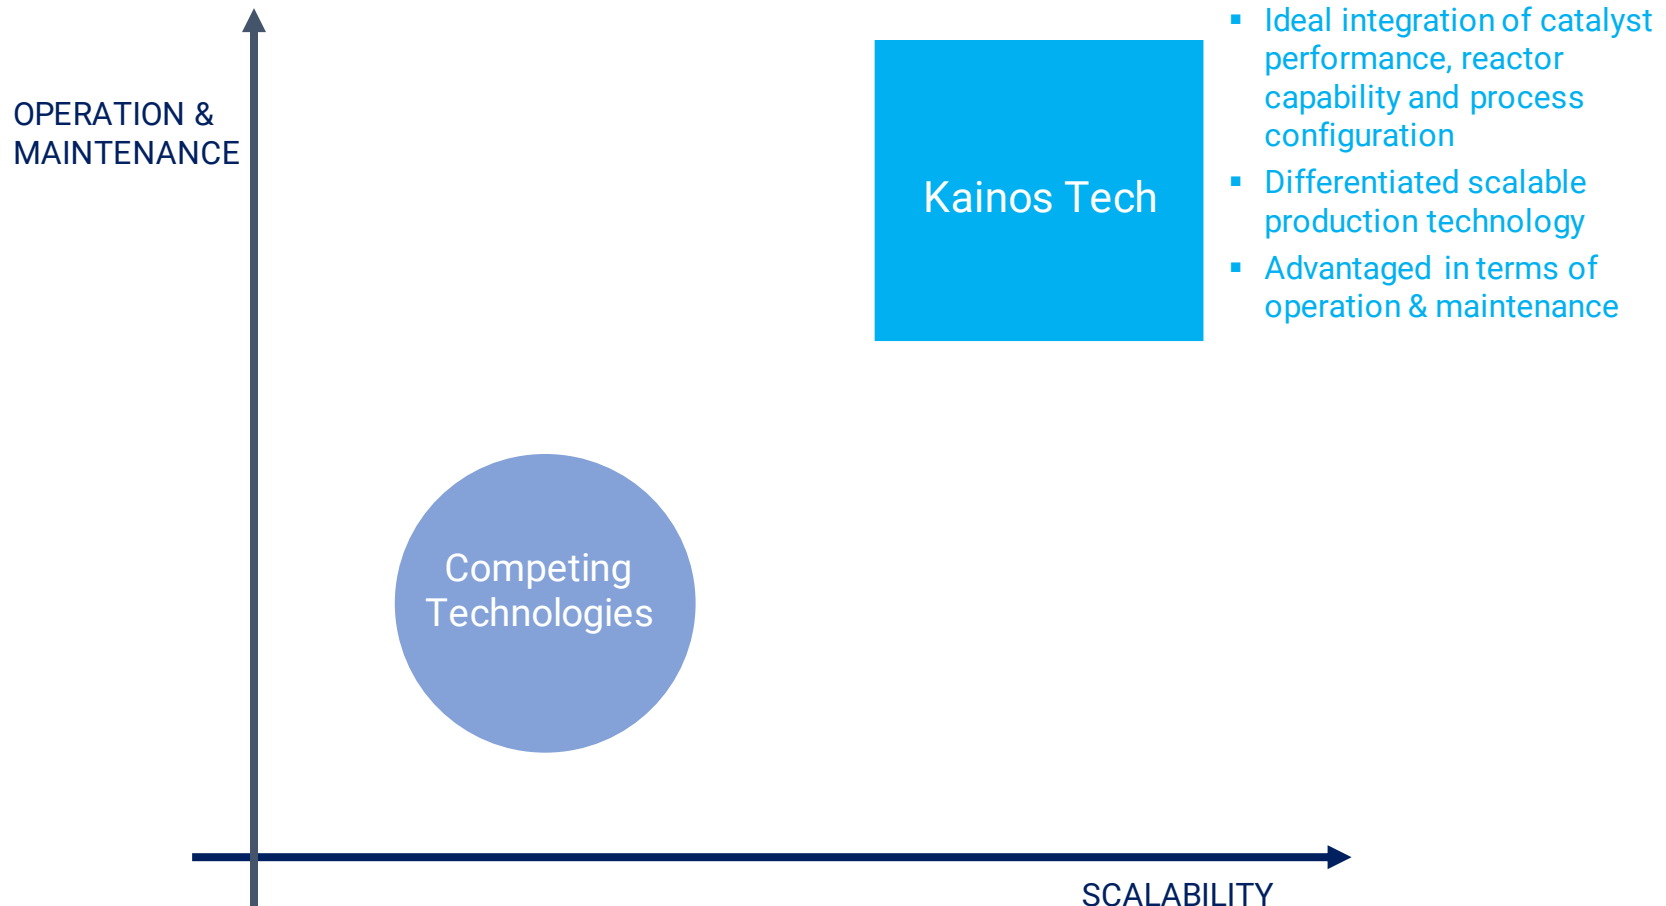 OPERATION &
MAINTENANCE
Kainos Tech
▪ Ideal integration of catalyst
performance, reactor
capability and process
configuration
▪ Differentiated scalable
production technology
▪ Advantaged in terms of
operation & maintenance
Competing
Technologies
SCALABILITY